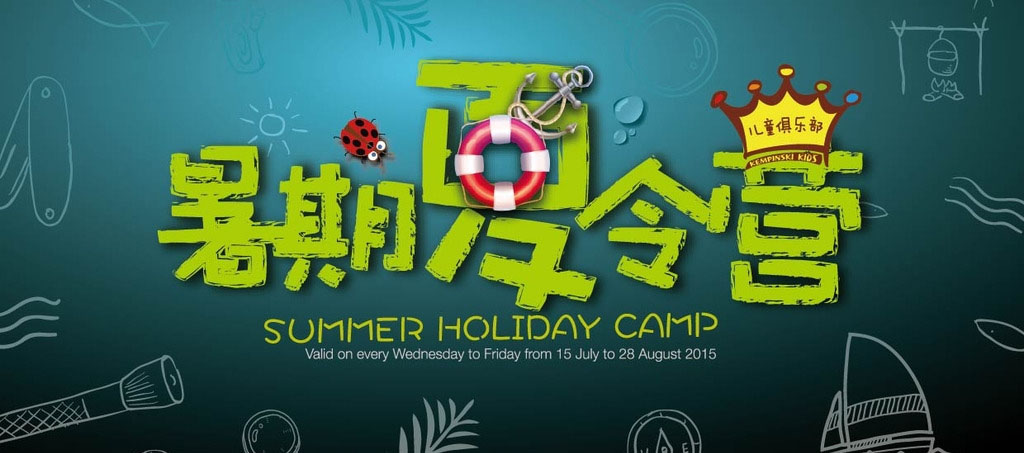 儿童俱乐部
KEMPINSKI KIDS
暑期夏令营
SUMMER HOLIDAY CAMP
Valid on every Wednesday to Friday from 15 July to 28 August 2015